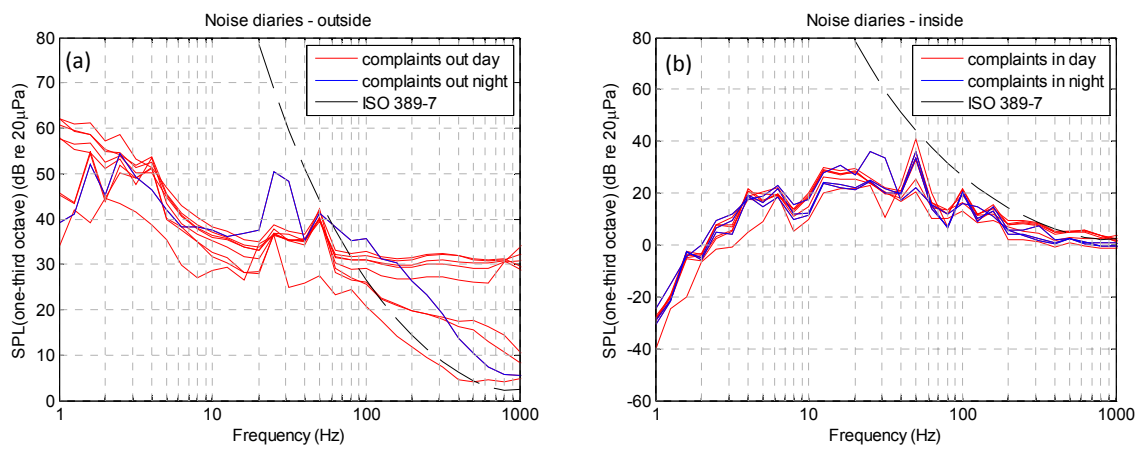 Noise diaries - outside
(a)
complaints out day
complaints out night
ISO 389-7
SPL(one-third octave) (dB re 20μPa)
80
70
60
50
40
30
20
10
0
1
10
100
1000
Frequency (Hz)
Noise diaries - inside
(b)
complaints in day
complaints in night
ISO 389-7
SPL(one-third octave) (dB re 20μPa)
80
60
40
20
0
-20
-40
-60
1
10
100
1000
Frequency (Hz)